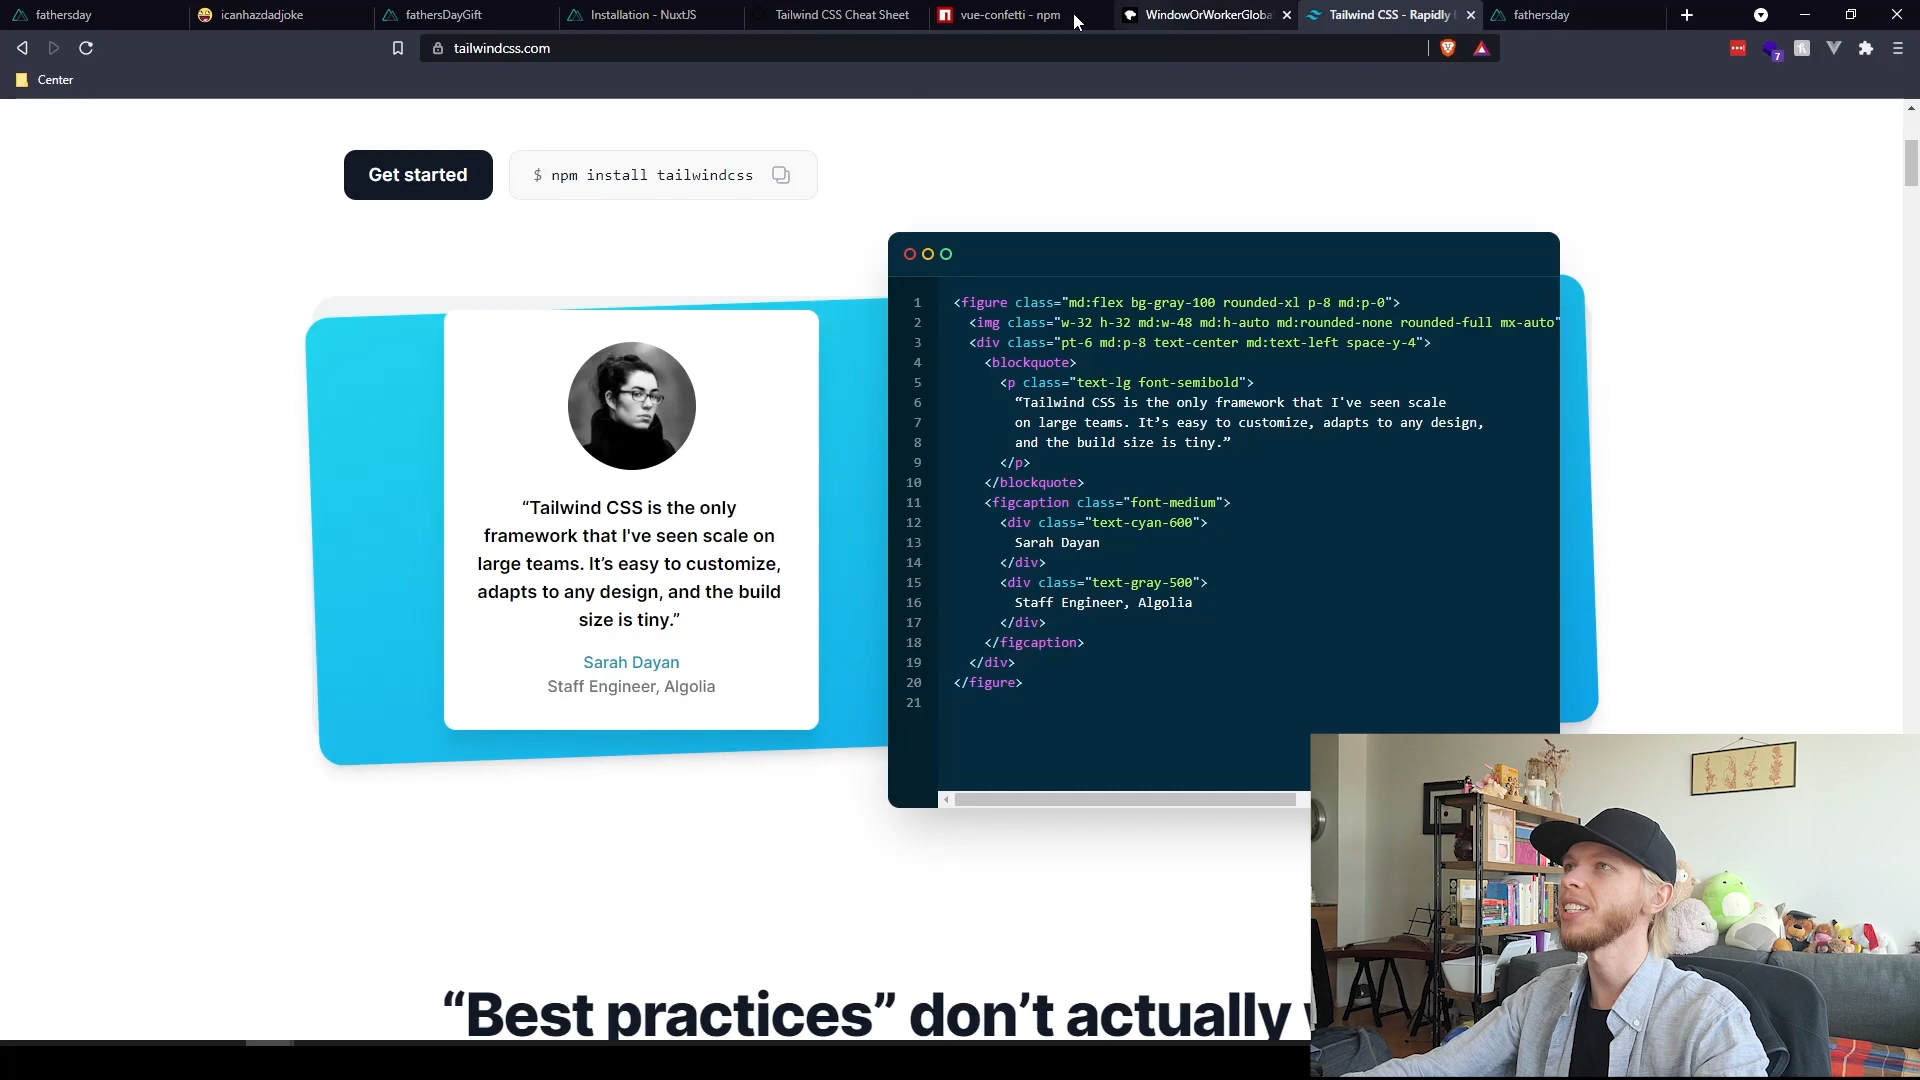 fathersday
icanhazdadjoke
fathersDayGift
Installation - NuxtJS
Tailwind CSS Cheat Sheet
vue-confetti - npm
WindowOrWorkerGloba
Tailwind CSS - Rapidly
fathersday
tailwindcss.com
7
Center
Get started
$ npm install tailwindcss
“Tailwind CSS is the only
framework that I've seen scale on
large teams. It’s easy to customize,
adapts to any design, and the build
size is tiny.”
Sarah Dayan
Staff Engineer, Algolia
1 <figure class="md:flex bg-gray-100 rounded-xl p-8 md:p-0">
2 <img class="w-32 h-32 md:w-48 md:h-auto md:rounded-none rounded-full mx-auto"
3 <div class="pt-6 md:p-8 text-center md:text-left space-y-4">
4 <blockquote>
5 <p class="text-lg font-semibold">
6 “Tailwind CSS is the only framework that I've seen scale
7 on large teams. It’s easy to customize, adapts to any design,
8 and the build size is tiny.”
9 </p>
10 </blockquote>
11 <figcaption class="font-medium">
12 <div class="text-cyan-600">
13 Sarah Dayan
14 </div>
15 <div class="text-gray-500">
16 Staff Engineer, Algolia
17 </div>
18 </figcaption>
19 </div>
20 </figure>
21
“Best practices” don’t actually